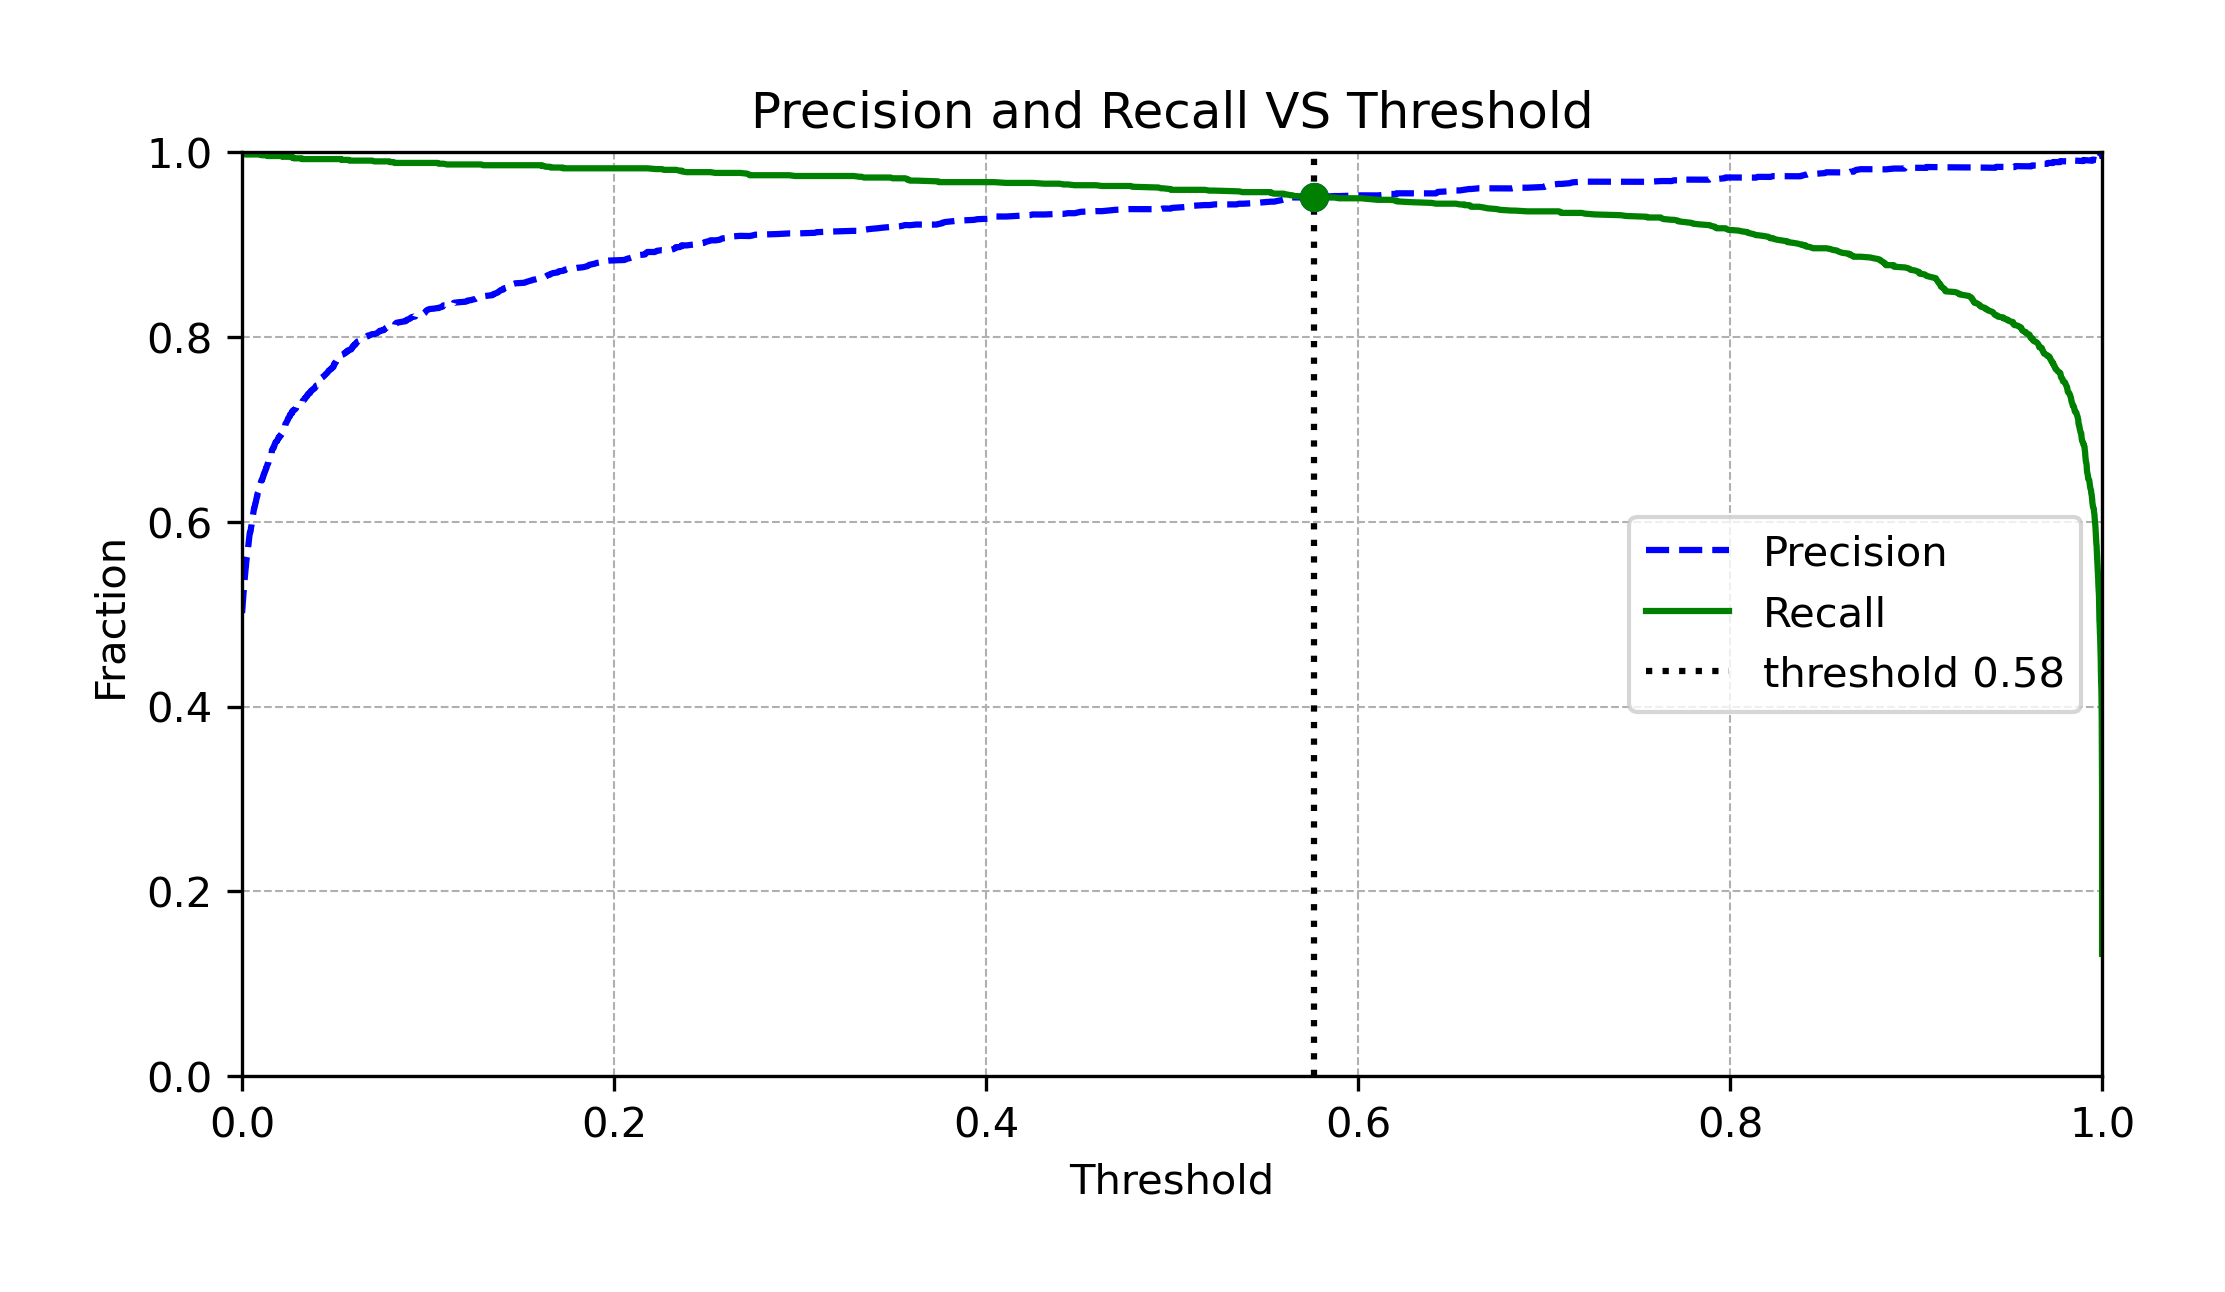 Precision and Recall VS Threshold
1.0
0.8
0.6
0.4
0.2
0.0
Fraction
Precision
Recall
threshold 0.58
0.0 0.2 0.4 0.6 0.8 1.0
Threshold